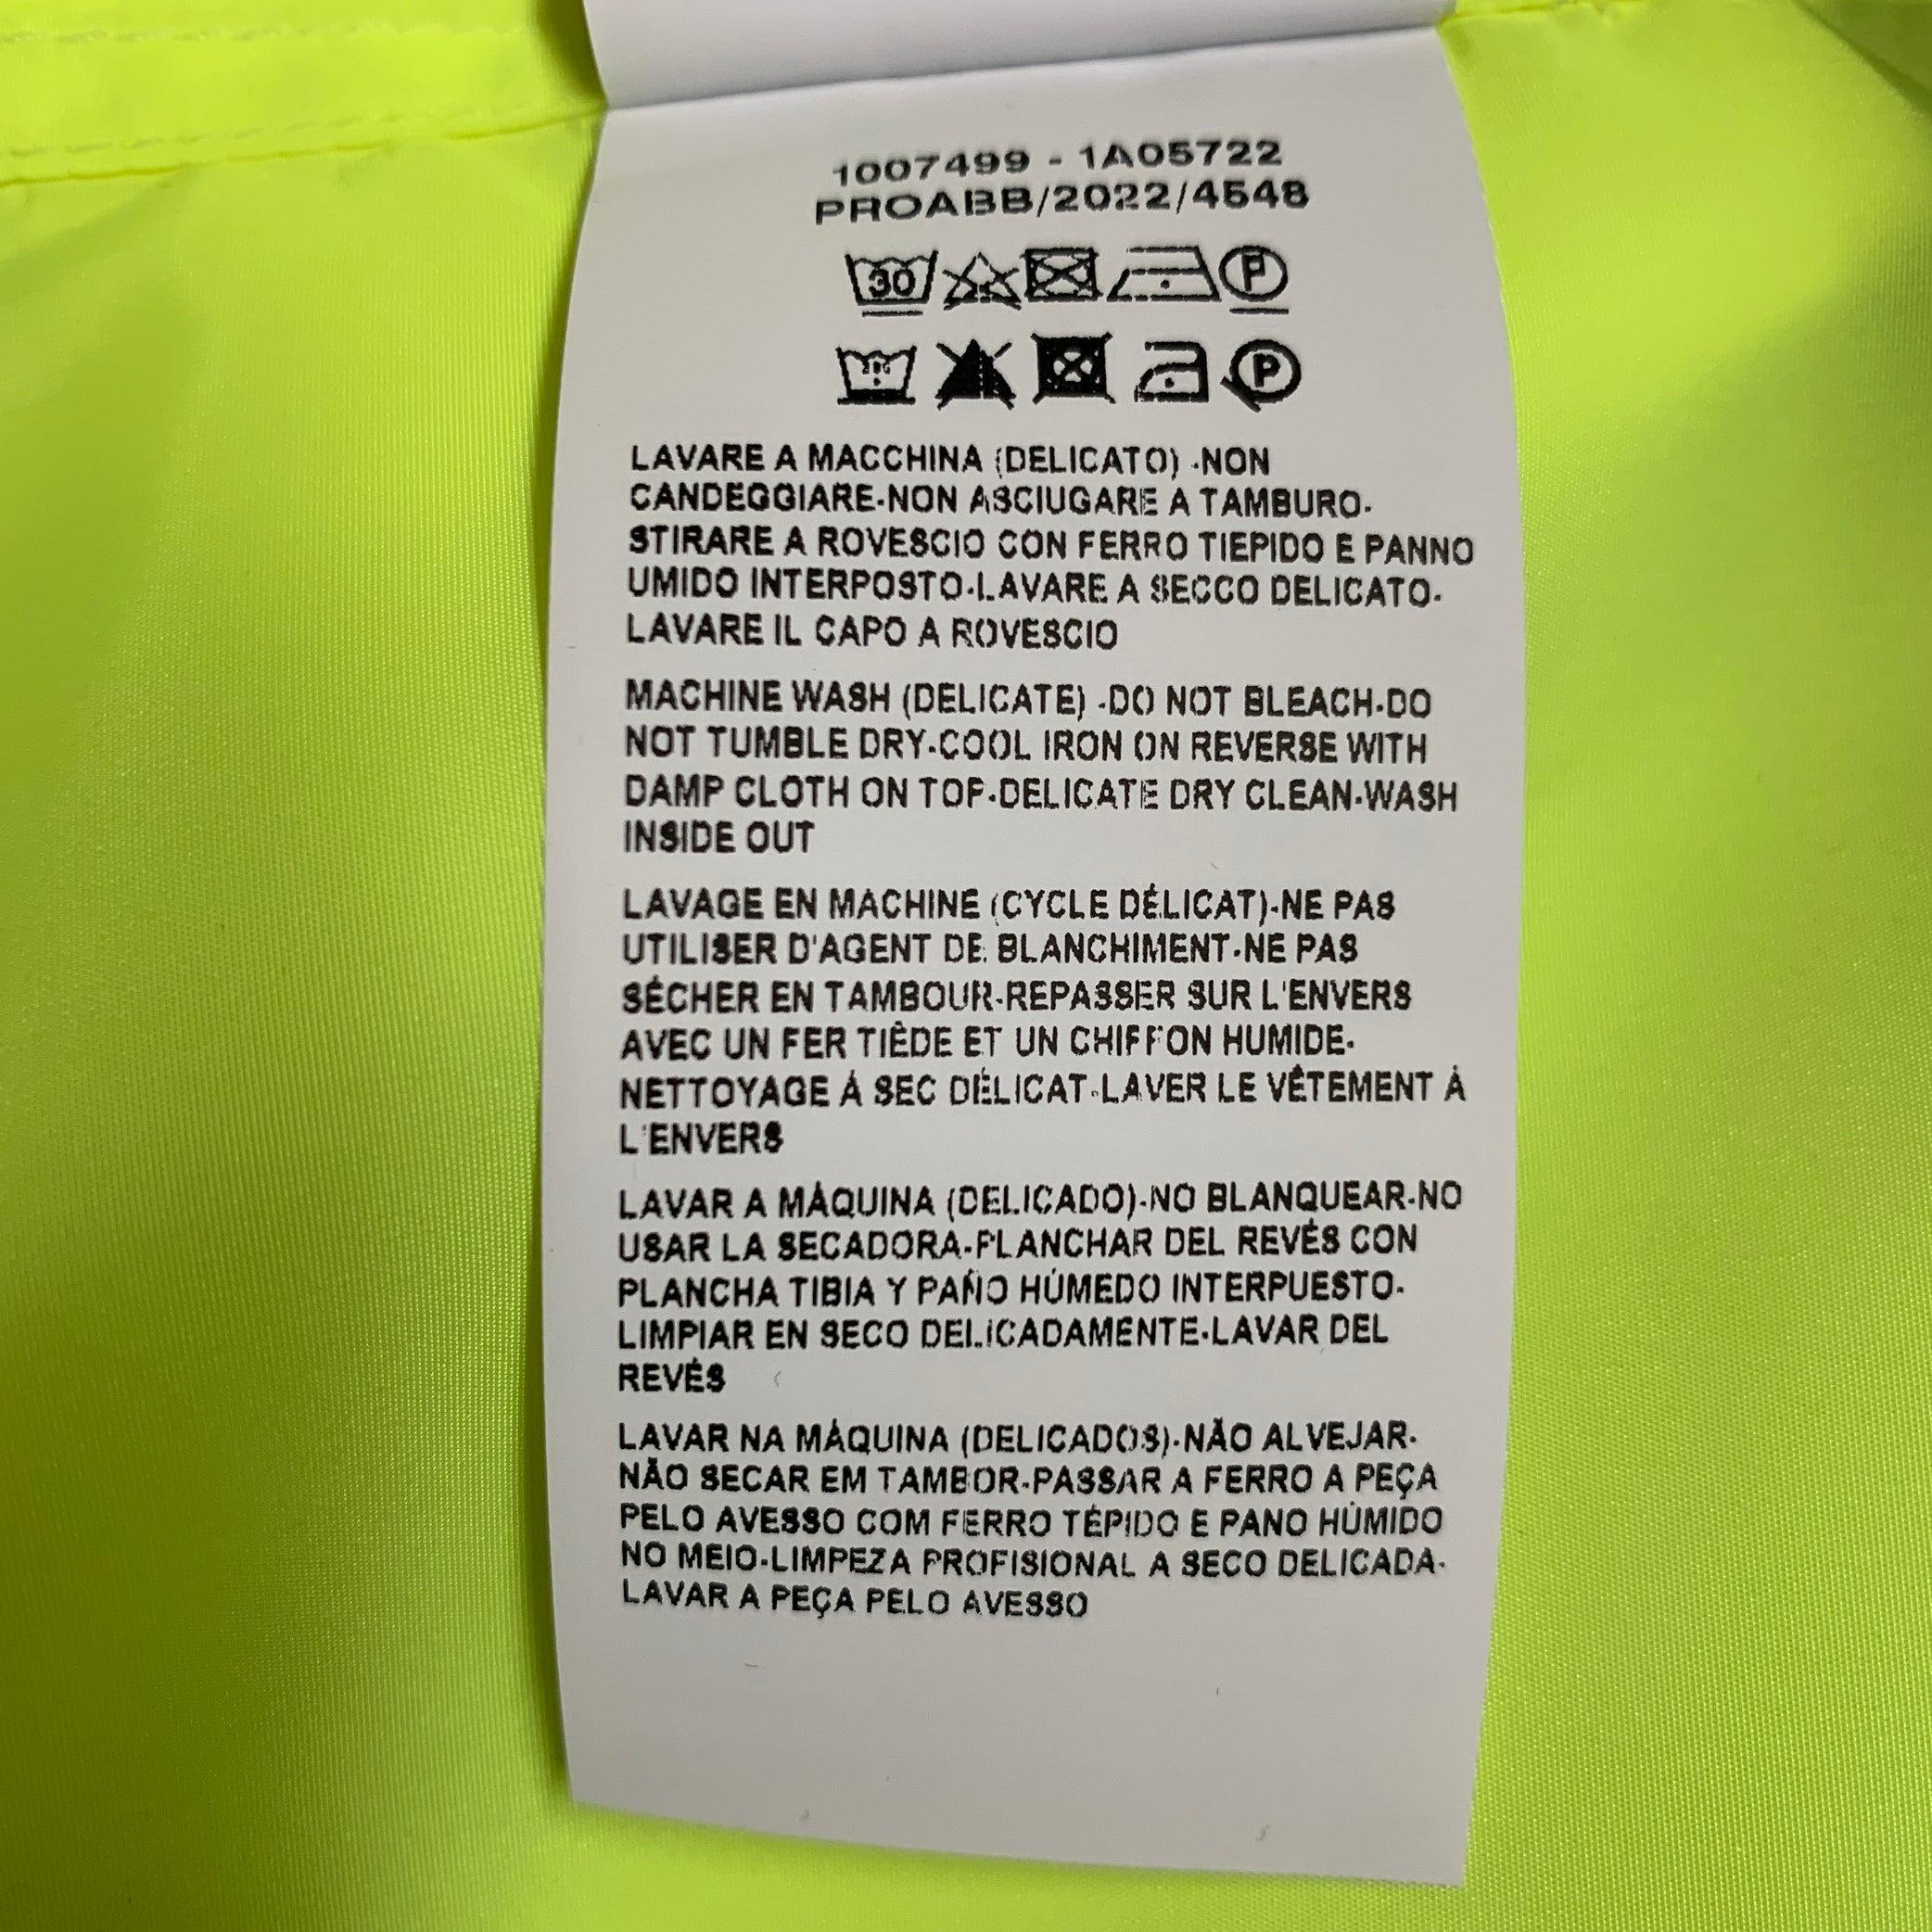 1007499 - 1A05722
PROABB/2022/4548
30 P
P
LAVARE A MACCHINA (DELICATO) -NON
CANDEGGIARE-NON ASCIUGARE A TAMBURO-
STIRARE A ROVESCIO CON FERRO TIEPIDO E PANNO
UMIDO INTERPOSTO-LAVARE A SECCO DELICATO-
LAVARE IL CAPO A ROVESCIO
MACHINE WASH (DELICATE) -DO NOT BLEACH-DO
NOT TUMBLE DRY-COOL IRON ON REVERSE WITH
DAMP CLOTH ON TOP-DELICATE DRY CLEAN-WASH
INSIDE OUT
LAVAGE EN MACHINE (CYCLE DÉLICAT)-NE PAS
UTILISER D'AGENT DE BLANCHIMENT-NE PAS
SÉCHER EN TAMBOUR-REPASSER SUR L'ENVERS
AVEC UN FER TIÈDE ET UN CHIFFON HUMIDE-
NETTOYAGE À SEC DÉLICAT-LAVER LE VÊTEMENT À
L'ENVERS
LAVAR A MÁQUINA (DELICADO)-NO BLANQUEAR-NO
USAR LA SECADORA-PLANCHAR DEL REVÉS CON
PLANCHA TIBIA Y PAÑO HÚMEDO INTERPUESTO-
LIMPIAR EN SECO DELICADAMENTE-LAVAR DEL
REVÉS
LAVAR NA MÁQUINA (DELICADOS)-NÃO ALVEJAR-
NÃO SECAR EM TAMBOR-PASSAR A FERRO A PEÇA
PELO AVESSO COM FERRO TÉPIDO E PANO HÚMIDO
NO MEIO-LIMPEZA PROFISIONAL A SECO DELICADA-
LAVAR A PEÇA PELO AVESSO